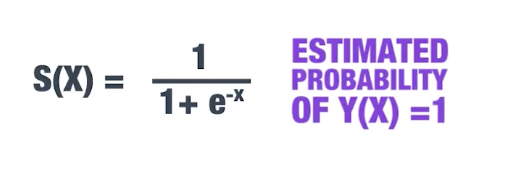 S(X) = 1 / 1+ e^-X
ESTIMATED
PROBABILITY
OF Y(X) =1